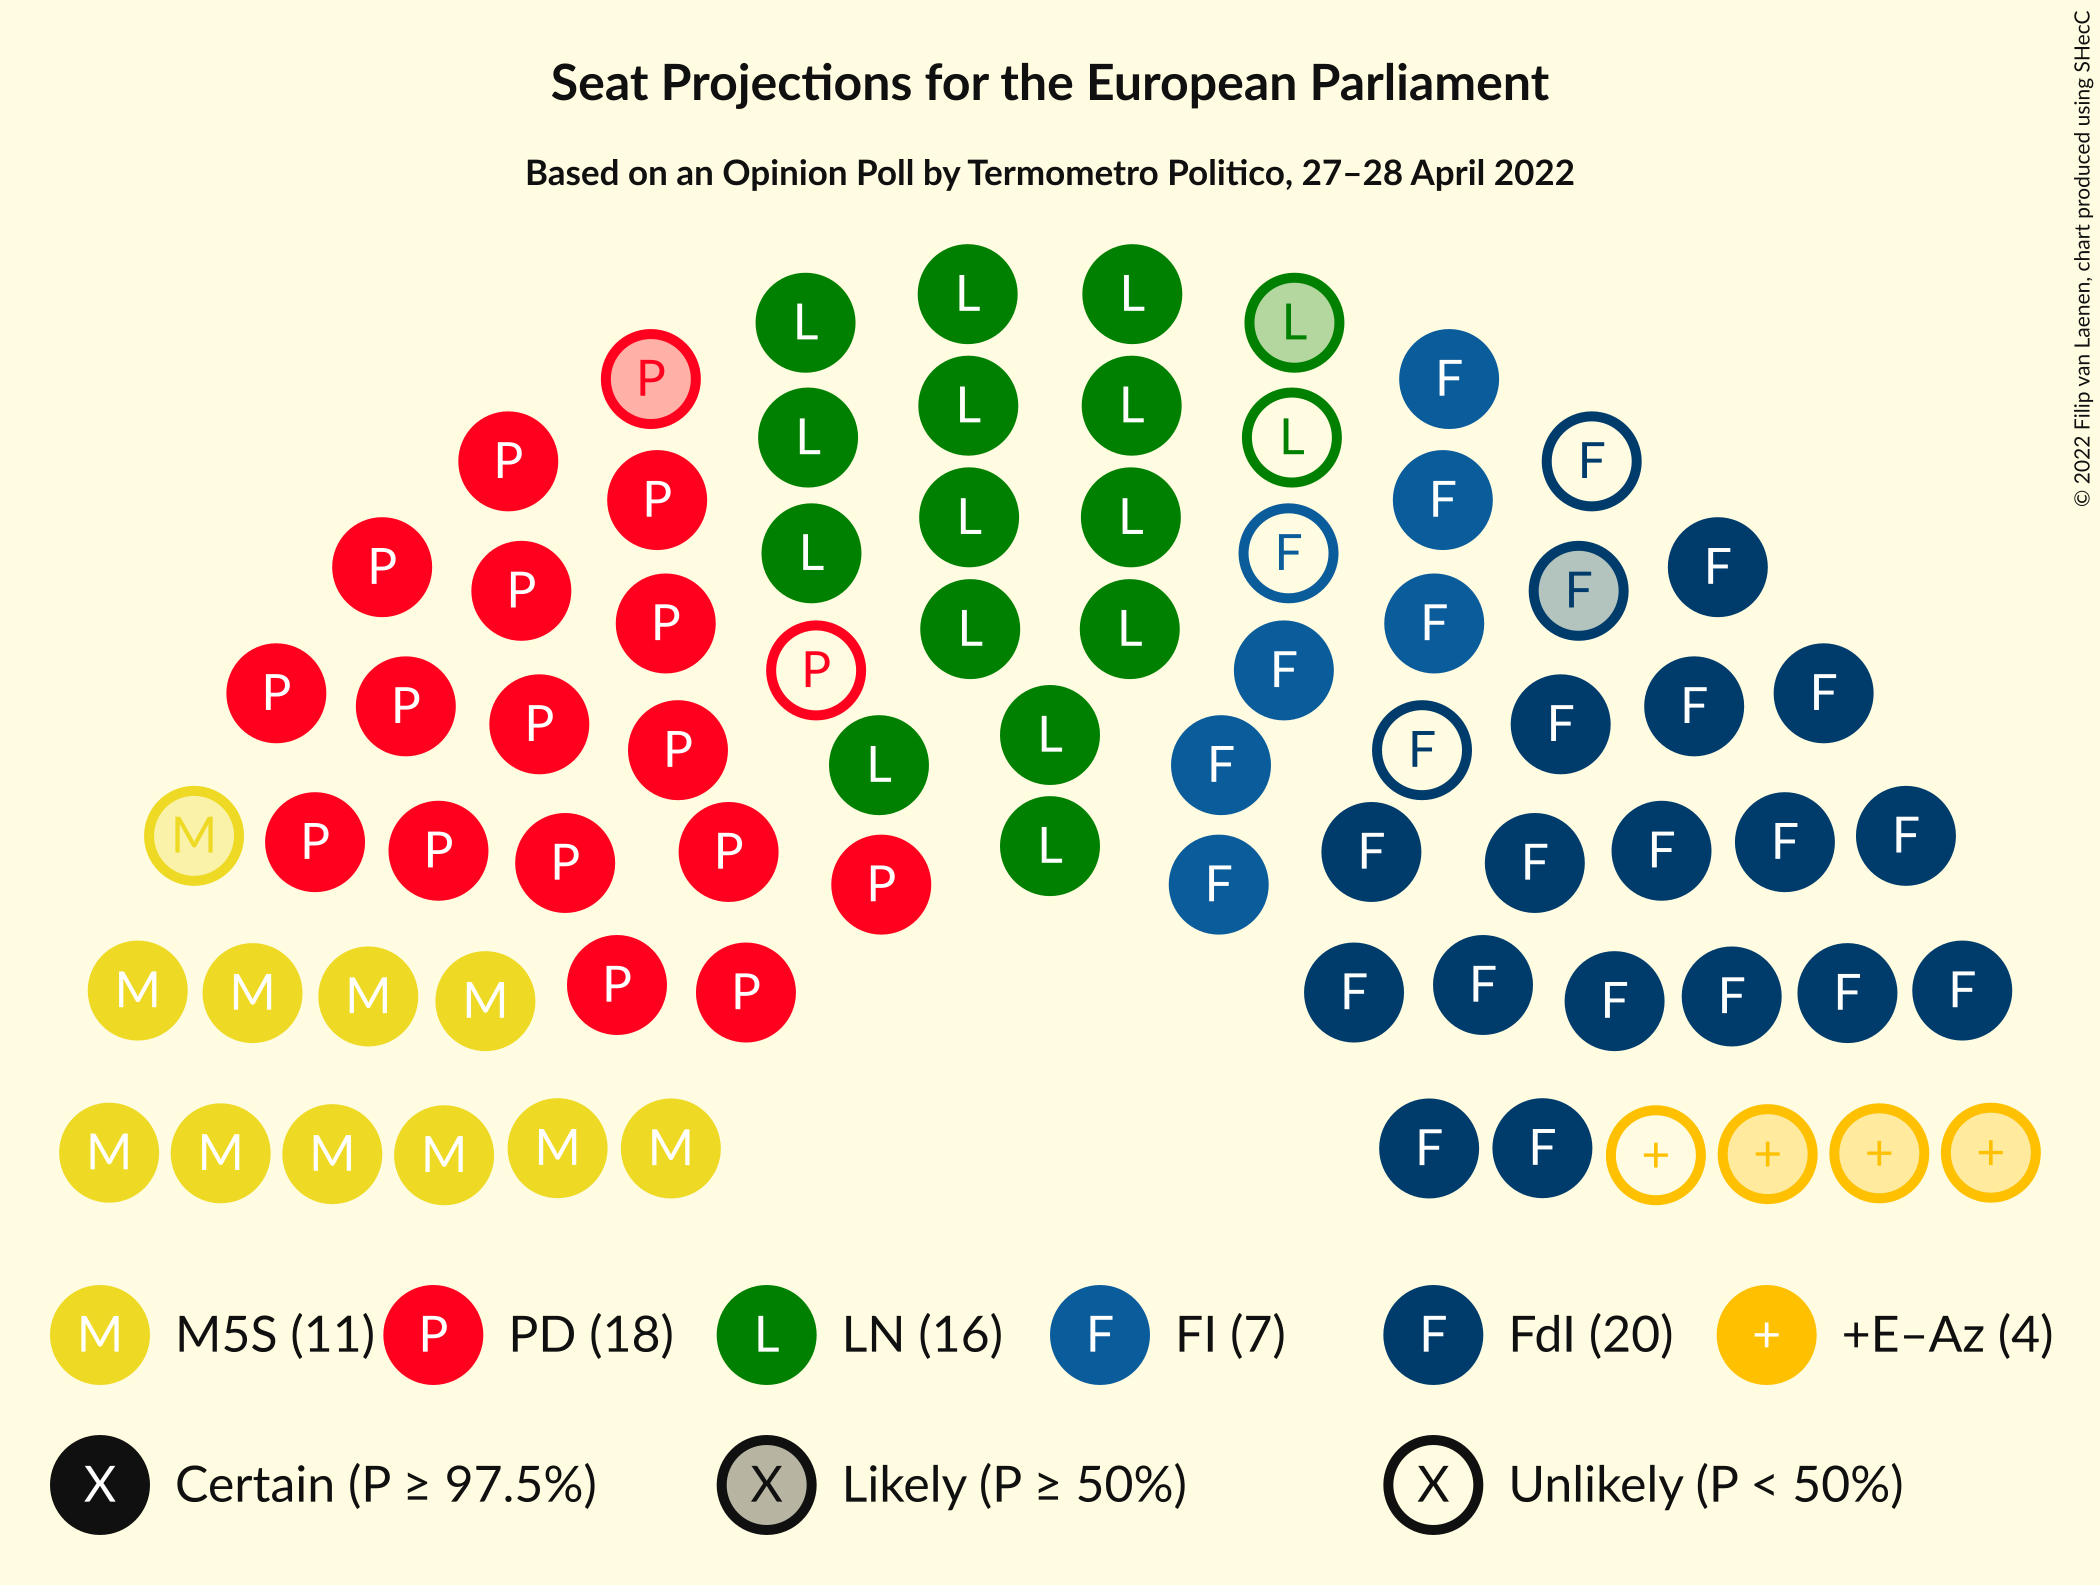 Seat Projections for the European Parliament
Based on an Opinion Poll by Termometro Politico, 27–28 April 2022
© 2022 Filip van Laenen, chart produced using SHecC
L L
L L
P F
L L
L L
P F
P F
L L
P F
L F
P F
P P F F
L L
P L F F
P F
P P F F
L
P P F F
L F
M P P P P F F F F F
L
P F
M M M M P P F F F F F F
M M M M M M F F + + + +
M M5S (11) P PD (18) L LN (16) F FI (7) F FdI (20) + +E–Az (4)
X Certain (P ≥ 97.5%) X Likely (P ≥ 50%) X Unlikely (P < 50%)